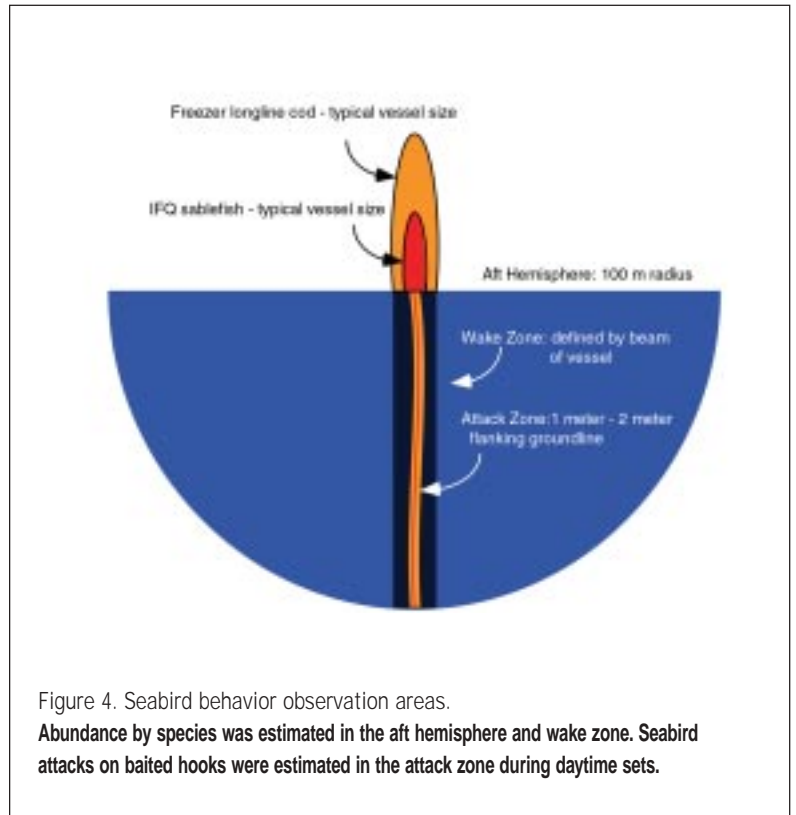 Freezer longline cod - typical vessel size
IFQ sablefish - typical vessel size
Aft Hemisphere: 100 m radius
Wake Zone: defined by beam
of vessel
Attack Zone:1 meter - 2 meter
flanking groundline
Figure 4. Seabird behavior observation areas.
Abundance by species was estimated in the aft hemisphere and wake zone. Seabird
attacks on baited hooks were estimated in the attack zone during daytime sets.